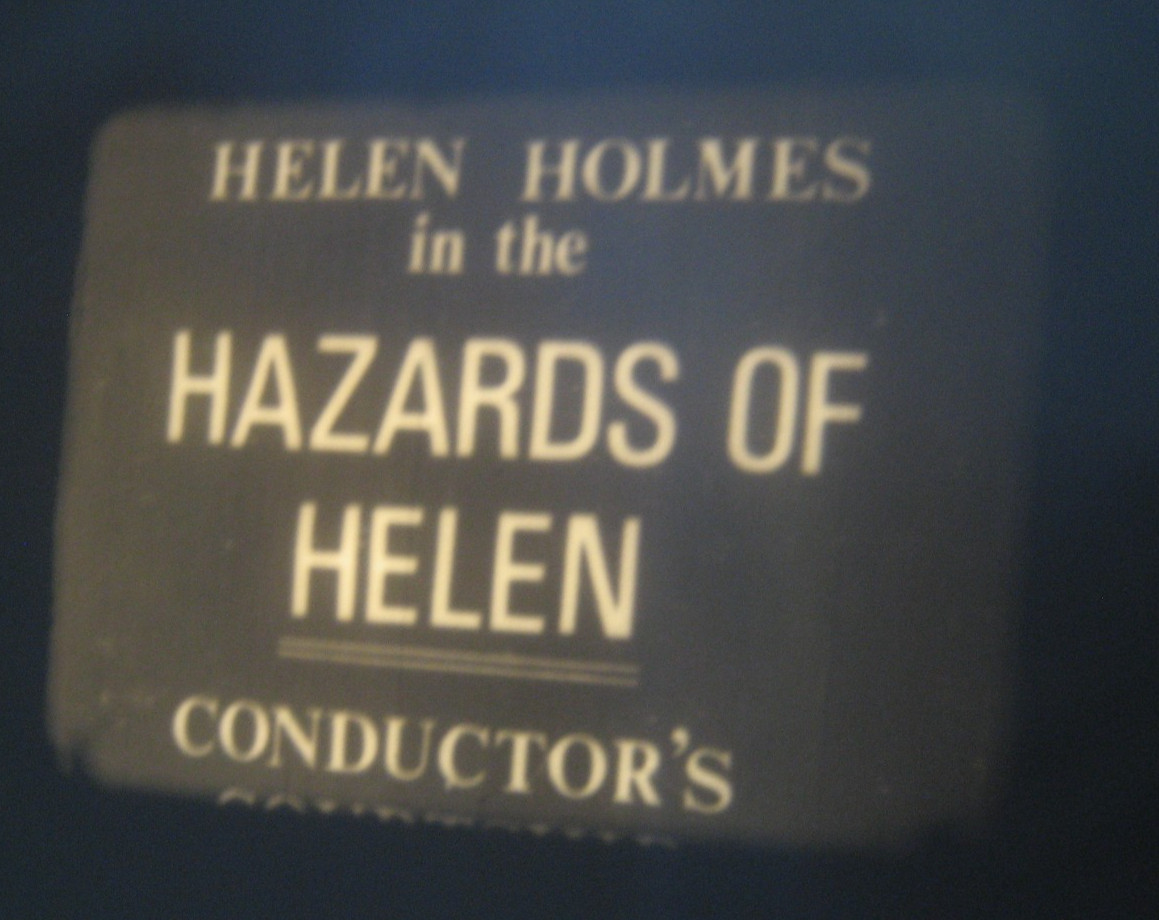 HELEN HOLMES
in the
HAZARDS OF
HELEN
CONDUCTOR'S